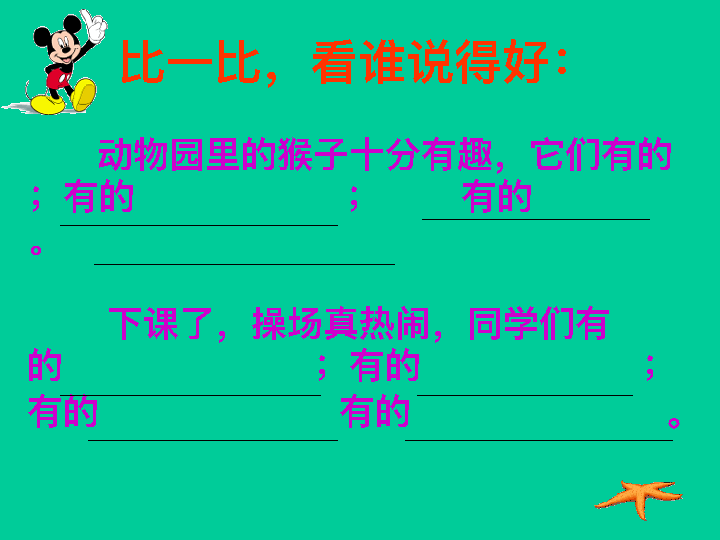 比一比，看谁说得好：
动物园里的猴子十分有趣，它们有的
；有的 ； 有的
。
下课了，操场真热闹，同学们有
的 ；有的 ；
有的 有的 。